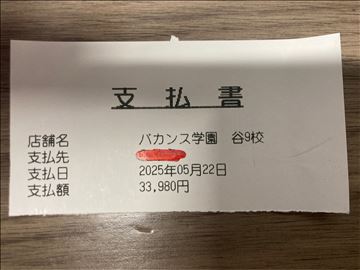 支払書
店舗名 バカンス学園 谷9校
支払先
支払日 2025年05月22日
支払額 33,980円